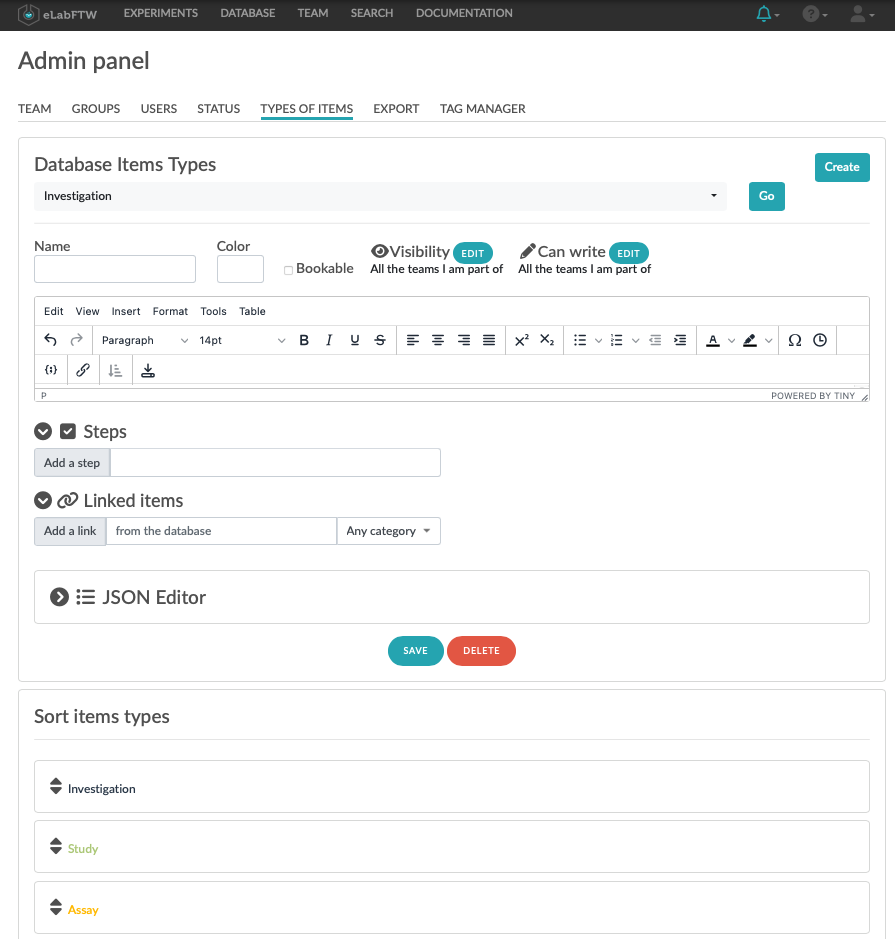 eLabFTW EXPERIMENTS DATABASE TEAM SEARCH DOCUMENTATION
Admin panel
TEAM GROUPS USERS STATUS TYPES OF ITEMS EXPORT TAG MANAGER
Database Items Types
Create
Investigation
Go
Name Color
Bookable
Visibility EDIT
All the teams I am part of
Can write EDIT
All the teams I am part of
Edit View Insert Format Tools Table
Paragraph 14pt B I U S X² X₂ A Ω
P POWERED BY TINY
Steps
Add a step
Linked items
Add a link from the database Any category
JSON Editor
SAVE DELETE
Sort items types
Investigation
Study
Assay